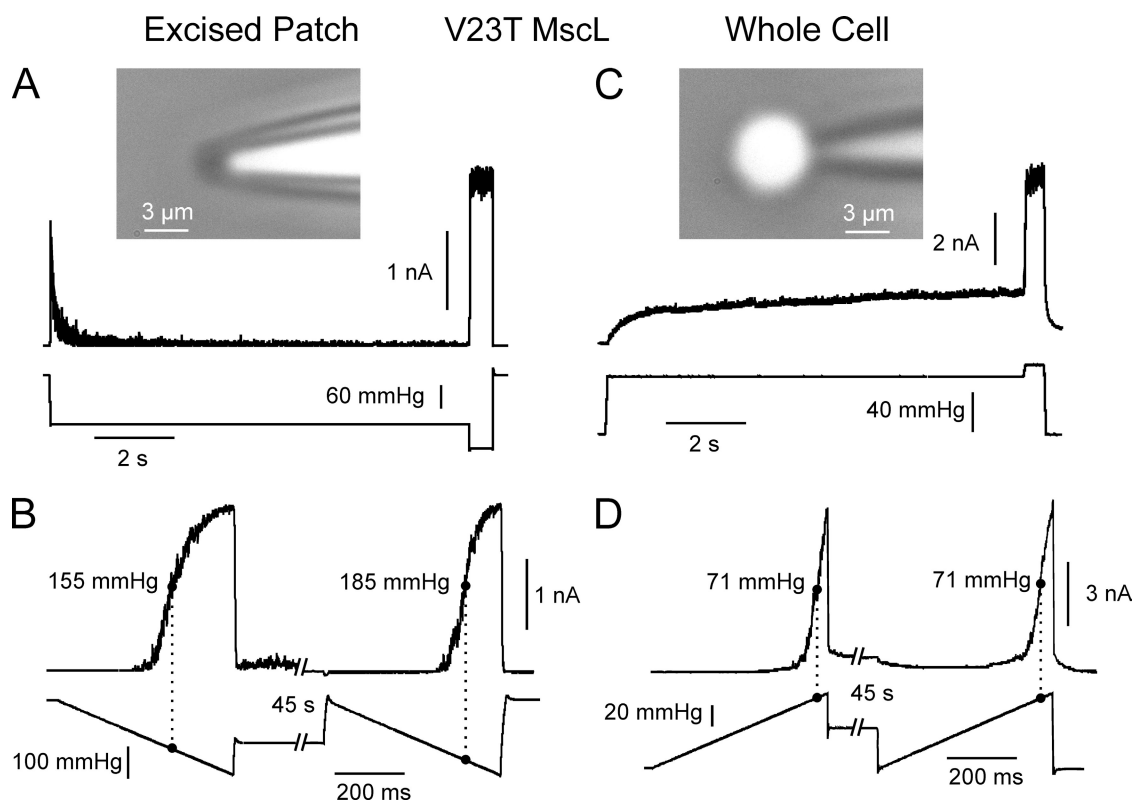 Excised Patch
V23T MscL
Whole Cell
A
3 µm
1 nA
60 mmHg
2 s
C
3 µm
2 nA
40 mmHg
2 s
B
155 mmHg
185 mmHg
1 nA
45 s
100 mmHg
200 ms
D
71 mmHg
71 mmHg
3 nA
45 s
20 mmHg
200 ms